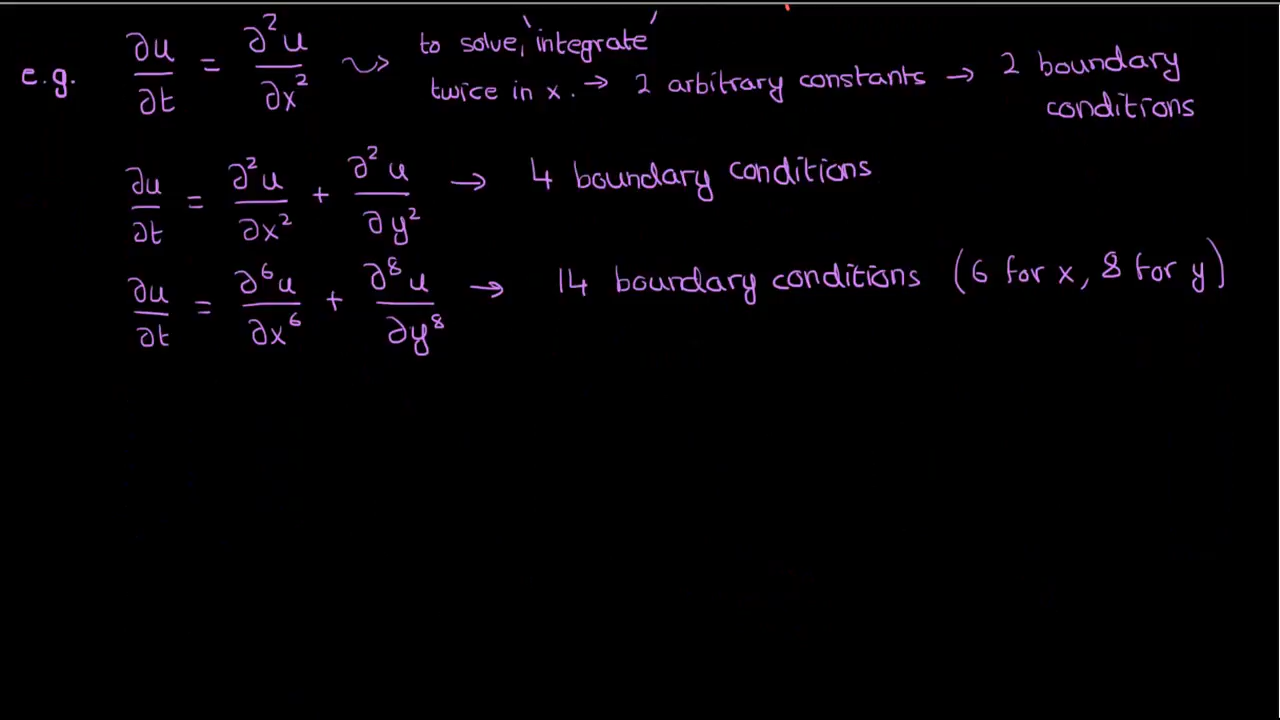 e.g. ∂u/∂t = ∂²u/∂x² ⇝ to solve, 'integrate' twice in x. → 2 arbitrary constants → 2 boundary conditions
∂u/∂t = ∂²u/∂x² + ∂²u/∂y² → 4 boundary conditions
∂u/∂t = ∂⁶u/∂x⁶ + ∂⁸u/∂y⁸ → 14 boundary conditions (6 for x, 8 for y)